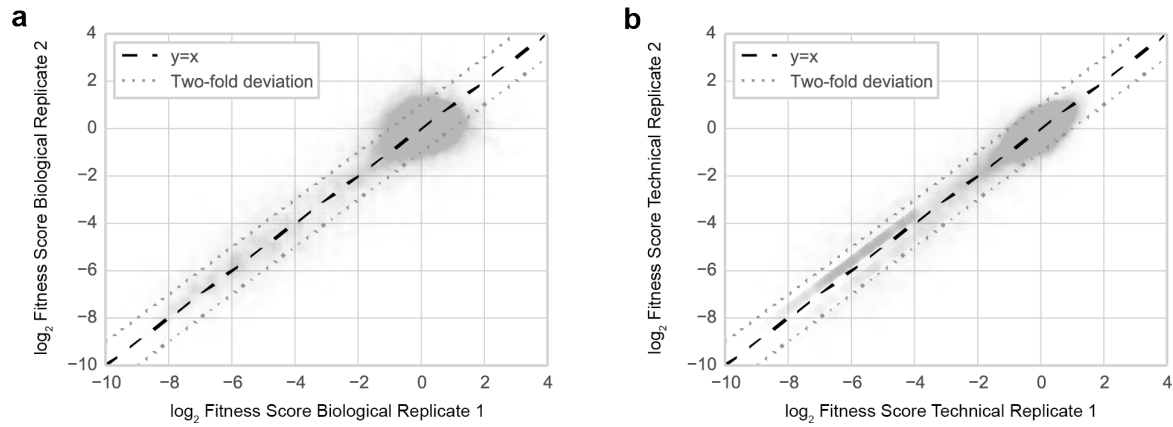 a
log2 Fitness Score Biological Replicate 2
4
2
0
−2
−4
−6
−8
−10
y=x
Two-fold deviation
−10 −8 −6 −4 −2 0 2 4
log2 Fitness Score Biological Replicate 1
b
log2 Fitness Score Technical Replicate 2
4
2
0
−2
−4
−6
−8
−10
y=x
Two-fold deviation
−10 −8 −6 −4 −2 0 2 4
log2 Fitness Score Technical Replicate 1